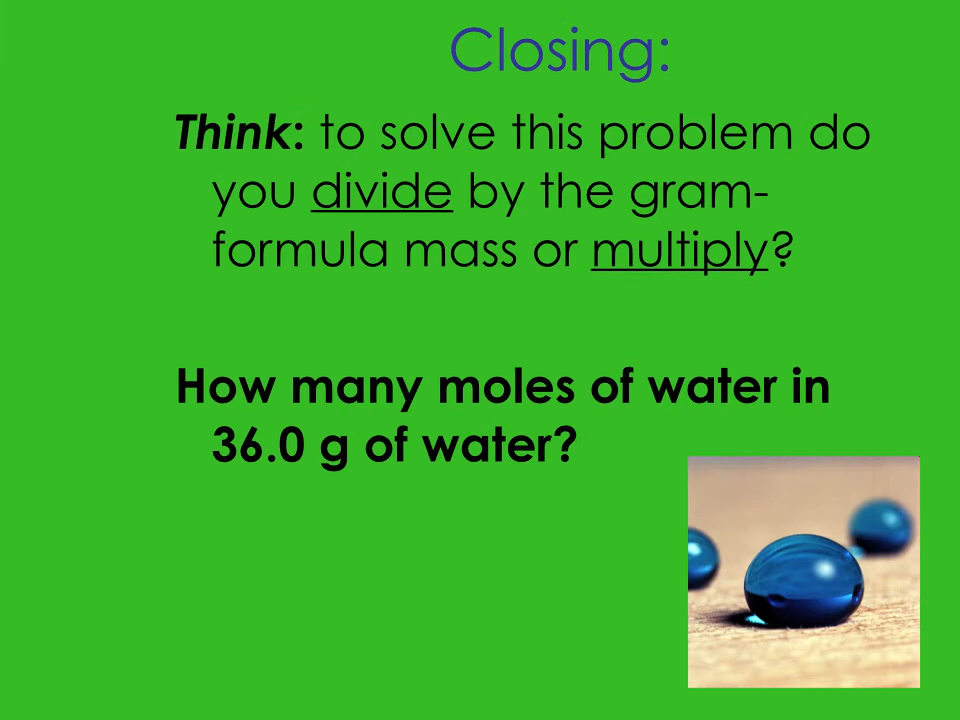 Closing:
Think: to solve this problem do
you divide by the gram-
formula mass or multiply?
How many moles of water in
36.0 g of water?